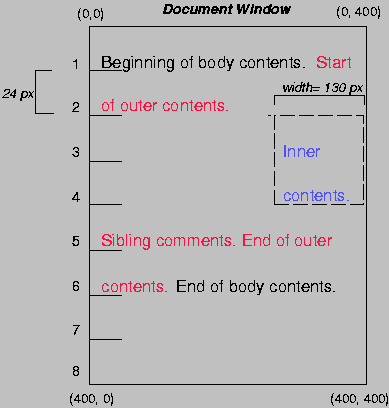 Document Window
(0,0) (0, 400)
1 Beginning of body contents. Start
24 px
width= 130 px
2 of outer contents.
3 Inner
4 contents.
5 Sibling comments. End of outer
6 contents. End of body contents.
7
8
(400, 0) (400, 400)